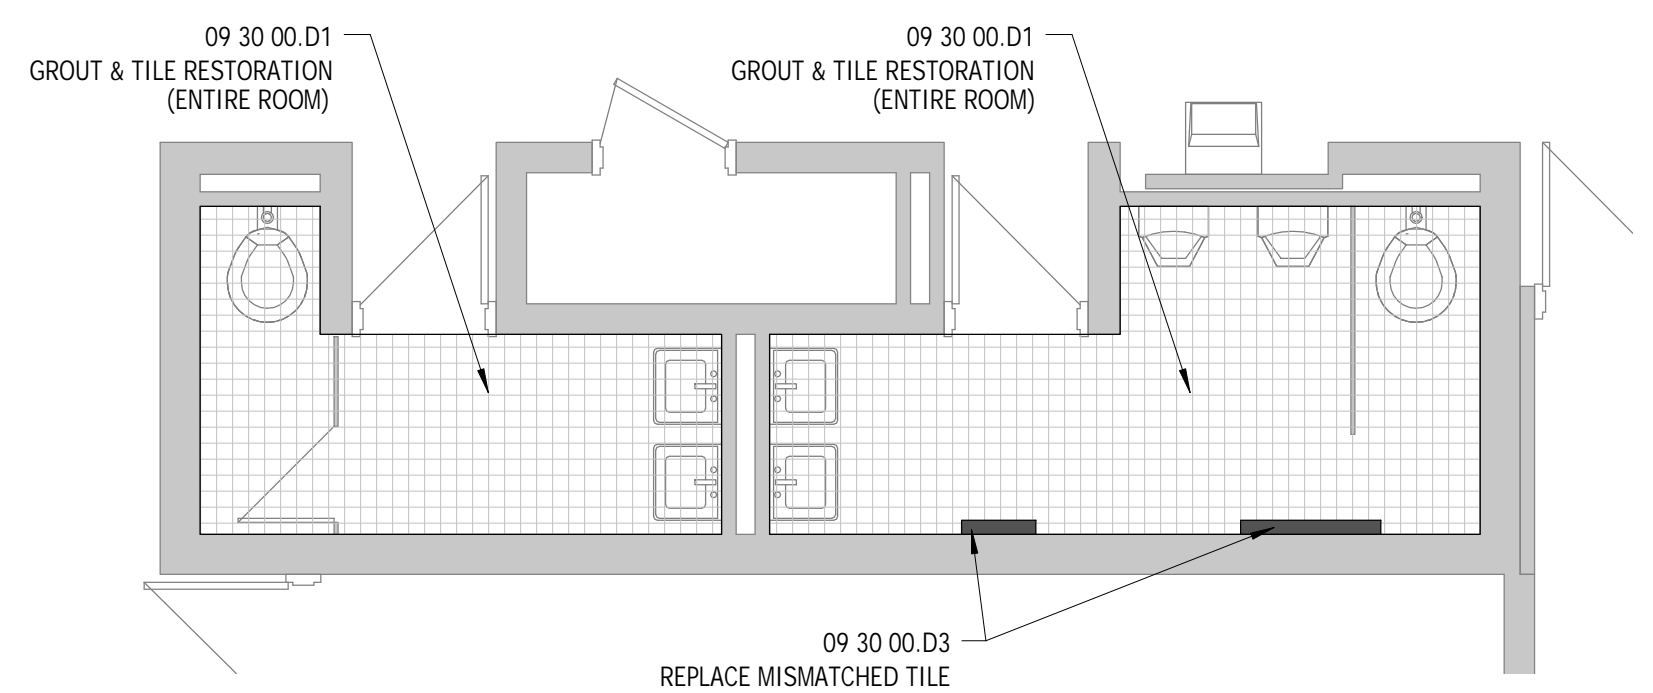 09 30 00.D1
GROUT & TILE RESTORATION
(ENTIRE ROOM)
09 30 00.D1
GROUT & TILE RESTORATION
(ENTIRE ROOM)
09 30 00.D3
REPLACE MISMATCHED TILE